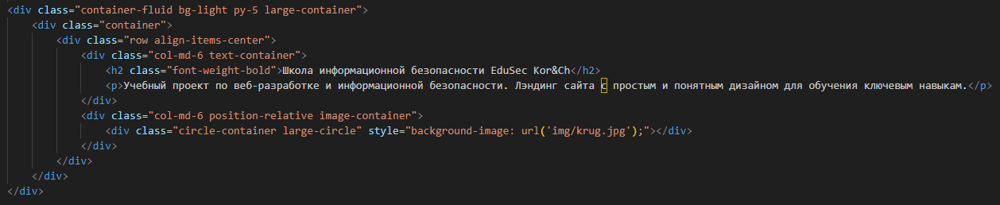 <div class="container-fluid bg-light py-5 large-container">
<div class="container">
<div class="row align-items-center">
<div class="col-md-6 text-container">
<h2 class="font-weight-bold">Школа информационной безопасности EduSec Kor&Ch</h2>
<p>Учебный проект по веб-разработке и информационной безопасности. Лэндинг сайта с простым и понятным дизайном для обучения ключевым навыкам.</p>
</div>
<div class="col-md-6 position-relative image-container">
<div class="circle-container large-circle" style="background-image: url('img/krug.jpg');"></div>
</div>
</div>
</div>
</div>